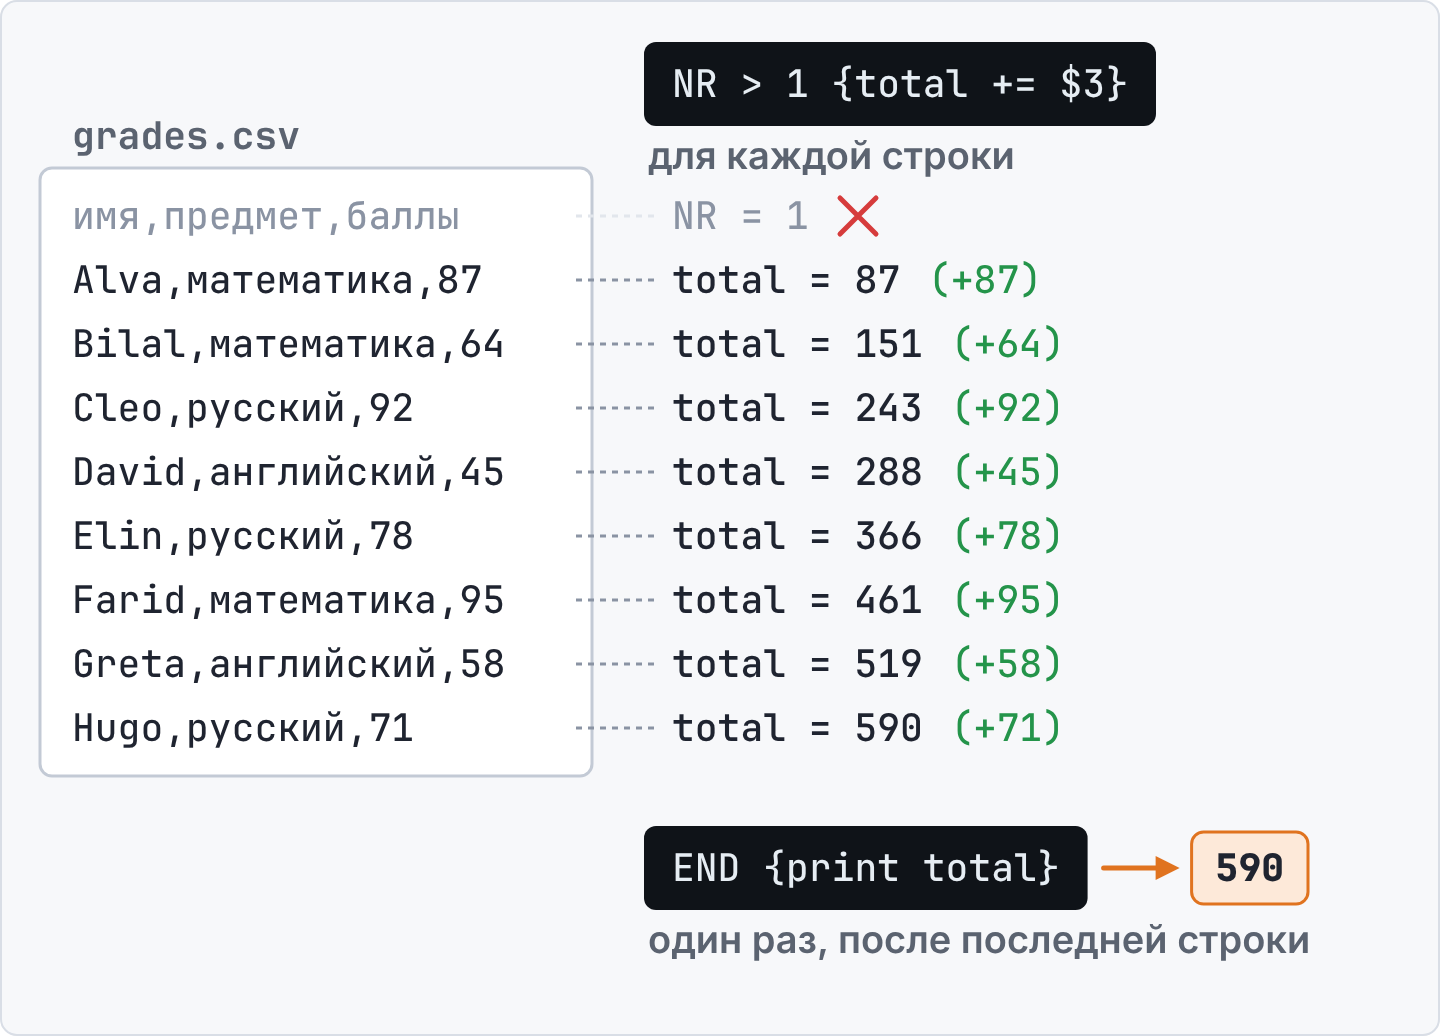 NR > 1 {total += $3}
для каждой строки
grades.csv
имя,предмет,баллы
NR = 1
Alva,математика,87
total = 87 (+87)
Bilal,математика,64
total = 151 (+64)
Cleo,русский,92
total = 243 (+92)
David,английский,45
total = 288 (+45)
Elin,русский,78
total = 366 (+78)
Farid,математика,95
total = 461 (+95)
Greta,английский,58
total = 519 (+58)
Hugo,русский,71
total = 590 (+71)
END {print total}
590
один раз, после последней строки